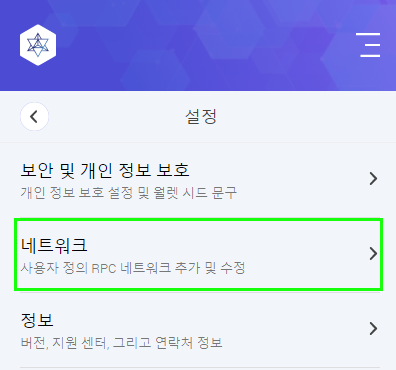 설정
보안 및 개인 정보 보호
개인 정보 보호 설정 및 월렛 시드 문구
네트워크
사용자 정의 RPC 네트워크 추가 및 수정
정보
버전, 지원 센터, 그리고 연락처 정보